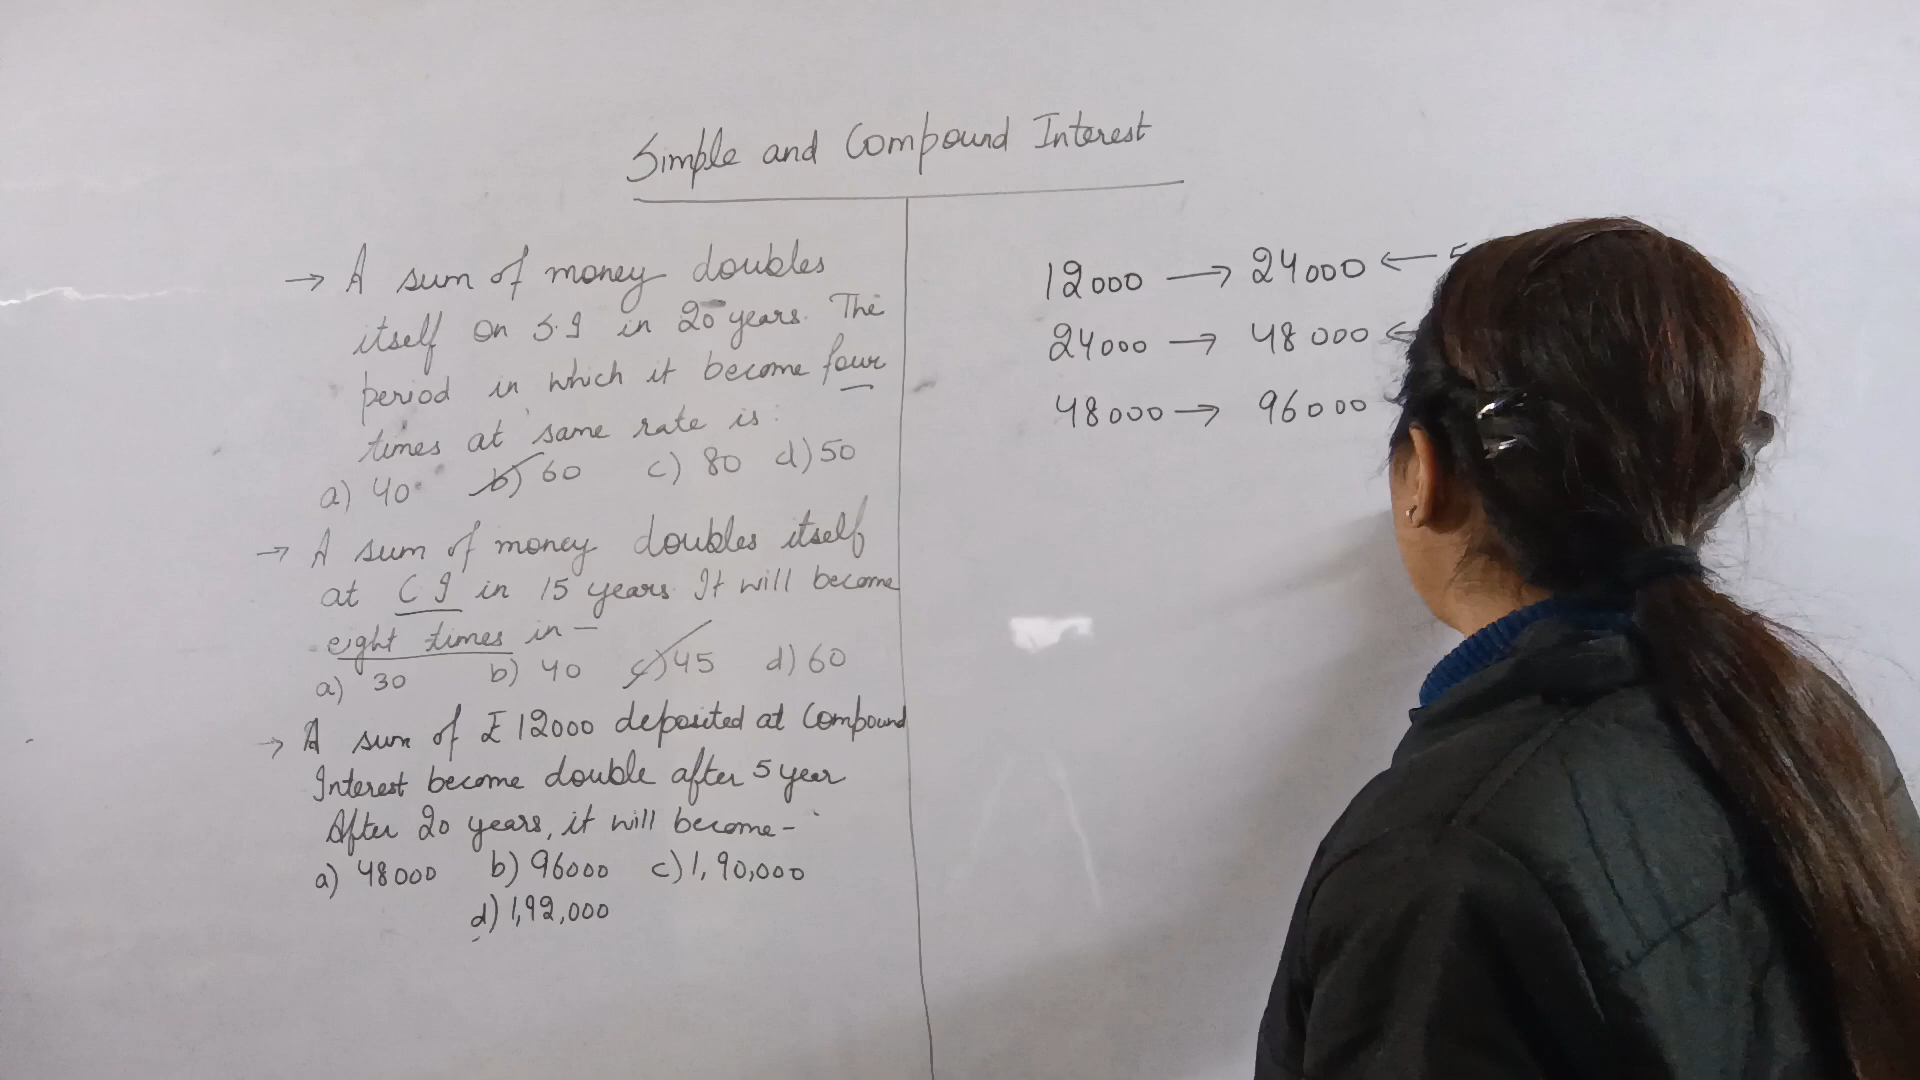 Simple and Compound Interest
→ A sum of money doubles
itself on S.I in 20 years. The
period in which it become four
times at same rate is:
a) 40 b) 60 c) 80 d) 50
→ A sum of money doubles itself
at C I in 15 years. It will become
eight times in -
a) 30 b) 40 c) 45 d) 60
→ A sum of ₹ 12000 deposited at Compound
Interest become double after 5 year
After 20 years, it will become -
a) 48000 b) 96000 c) 1,90,000
d) 1,92,000
12000 → 24000 ←
24000 → 48000 ←
48000 → 96000